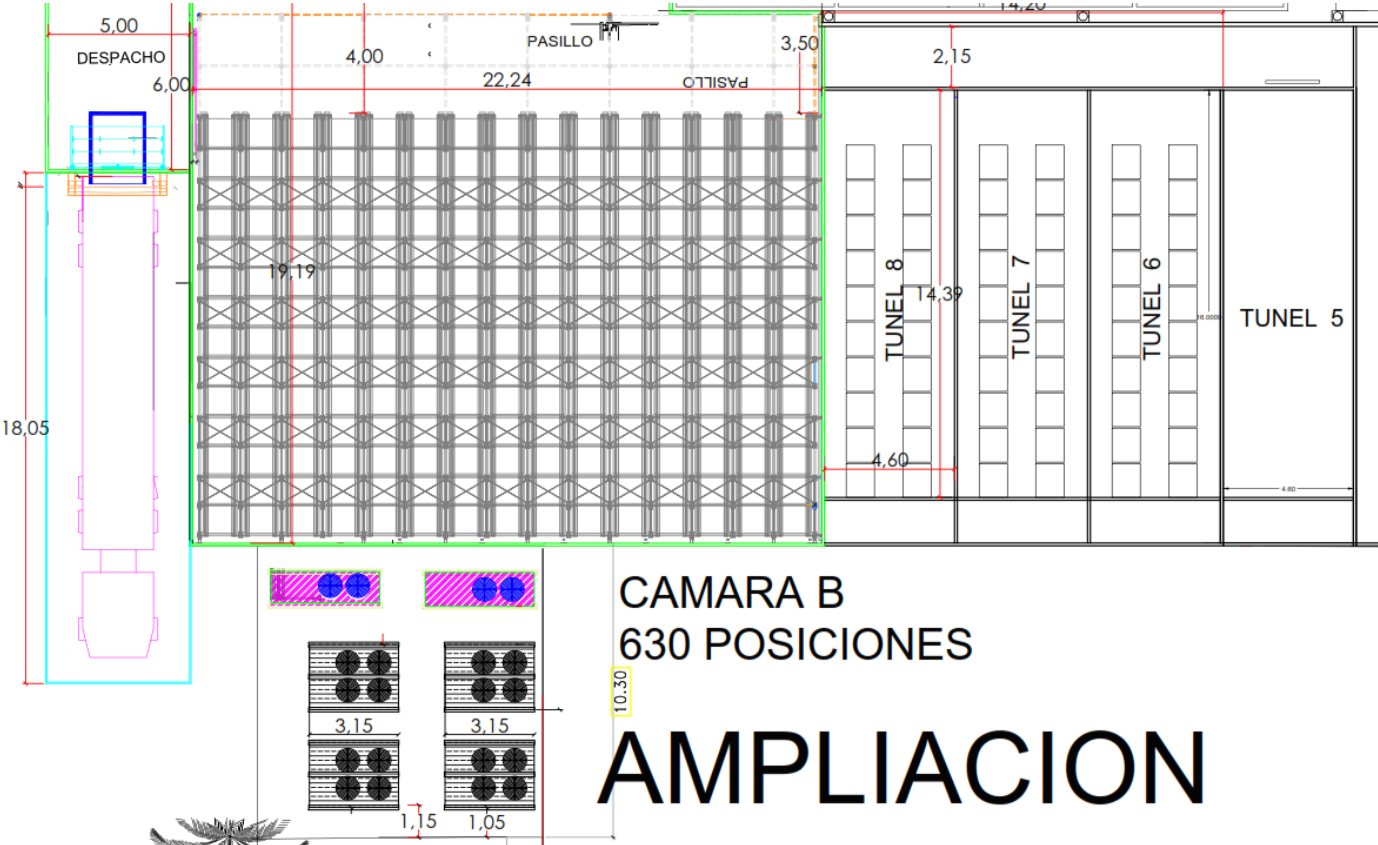 14,20
5,00
DESPACHO
6,00
4,00
PASILLO
3,50
22,24
PASILLO
2,15
19,19
18,05
TUNEL 8
14,39
TUNEL 7
TUNEL 6
16.0000
TUNEL 5
4,60
4.60
CAMARA B
630 POSICIONES
10.30
3,15
3,15
AMPLIACION
1,15
1,05